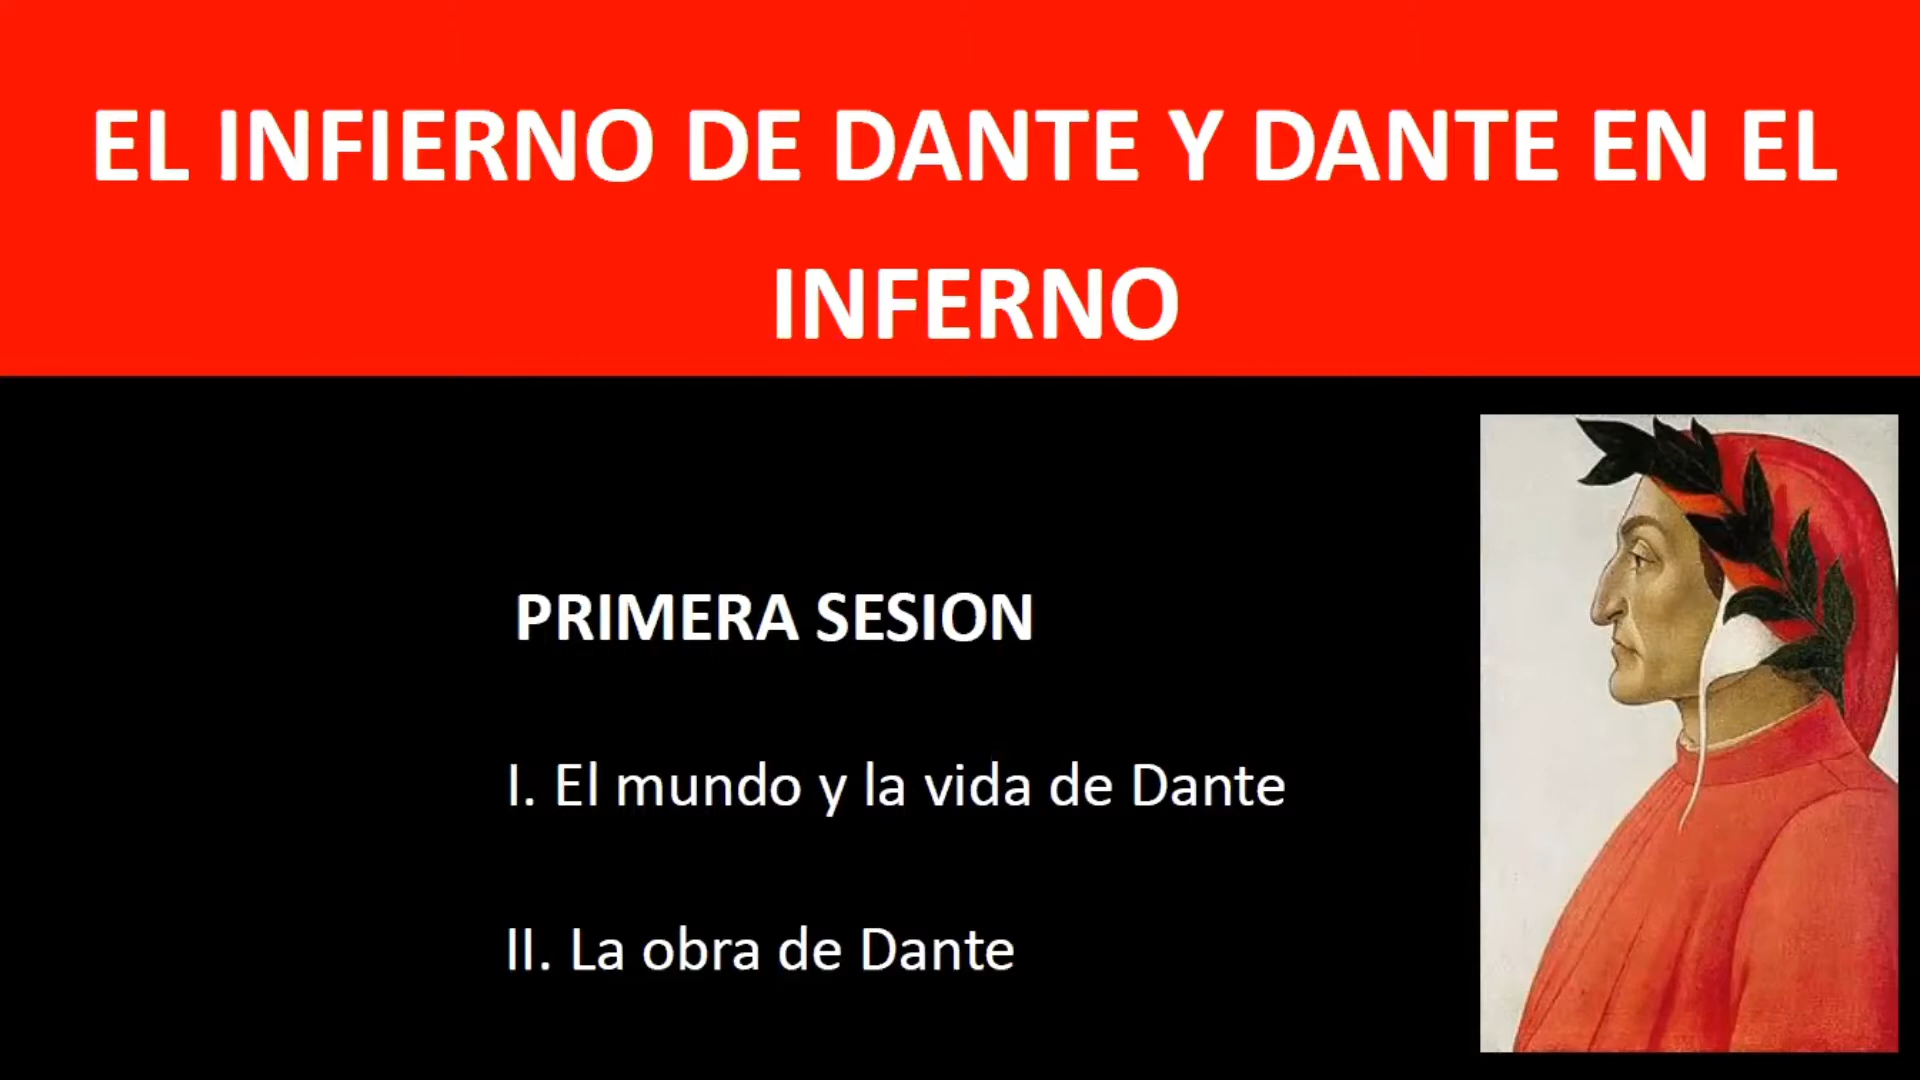 EL INFIERNO DE DANTE Y DANTE EN EL
INFERNO
PRIMERA SESION
I. El mundo y la vida de Dante
II. La obra de Dante